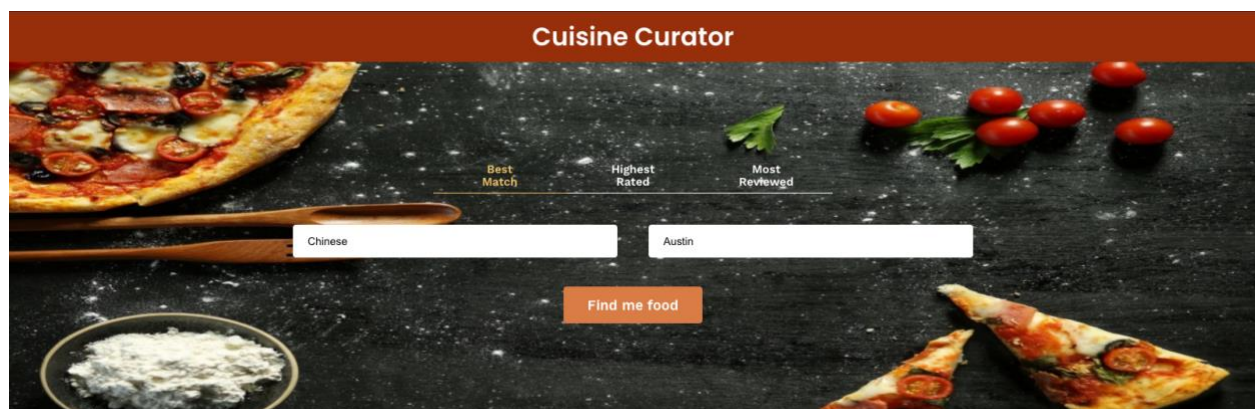 Cuisine Curator
Best
Match
Highest
Rated
Most
Reviewed
Chinese
Austin
Find me food